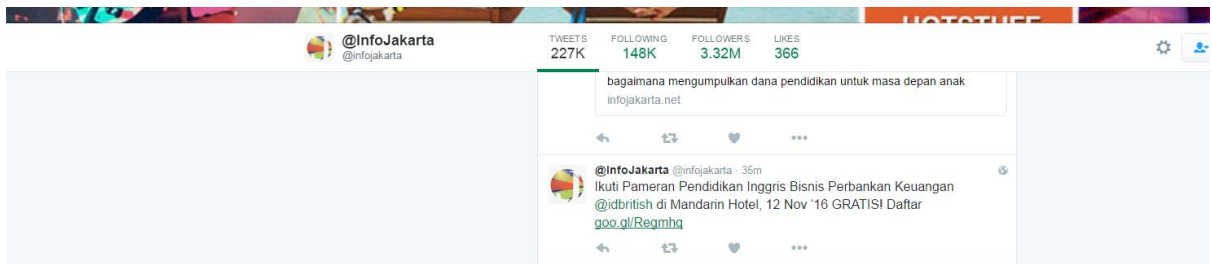 @InfoJakarta
@infojakarta
TWEETS FOLLOWING FOLLOWERS LIKES
227K 148K 3.32M 366
bagaimana mengumpulkan dana pendidikan untuk masa depan anak
infojakarta.net
@InfoJakarta @infojakarta · 35m
Ikuti Pameran Pendidikan Inggris Bisnis Perbankan Keuangan
@idbritish di Mandarin Hotel, 12 Nov '16 GRATIS! Daftar
goo.gl/Regmhq